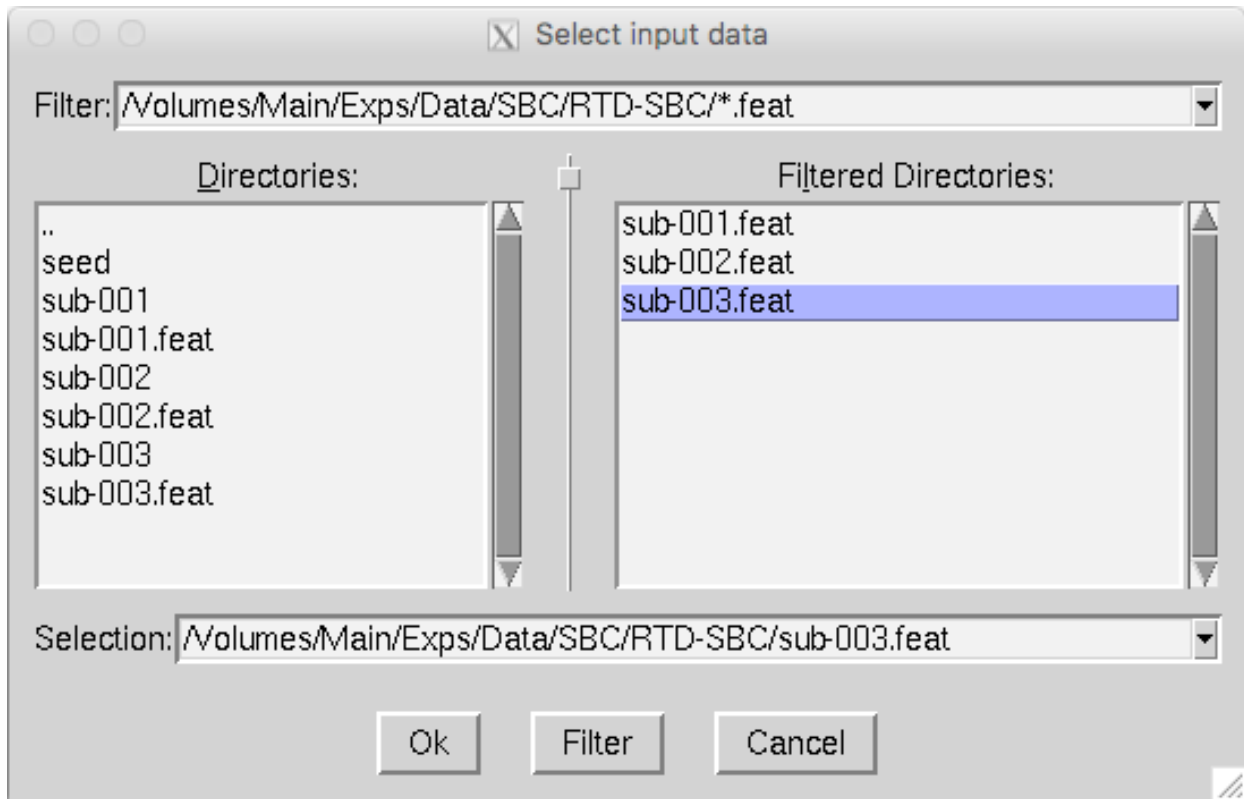 Select input data
Filter: /Volumes/Main/Exps/Data/SBC/RTD-SBC/*.feat
Directories:
..
seed
sub-001
sub-001.feat
sub-002
sub-002.feat
sub-003
sub-003.feat
Filtered Directories:
sub-001.feat
sub-002.feat
sub-003.feat
Selection: /Volumes/Main/Exps/Data/SBC/RTD-SBC/sub-003.feat
Ok Filter Cancel